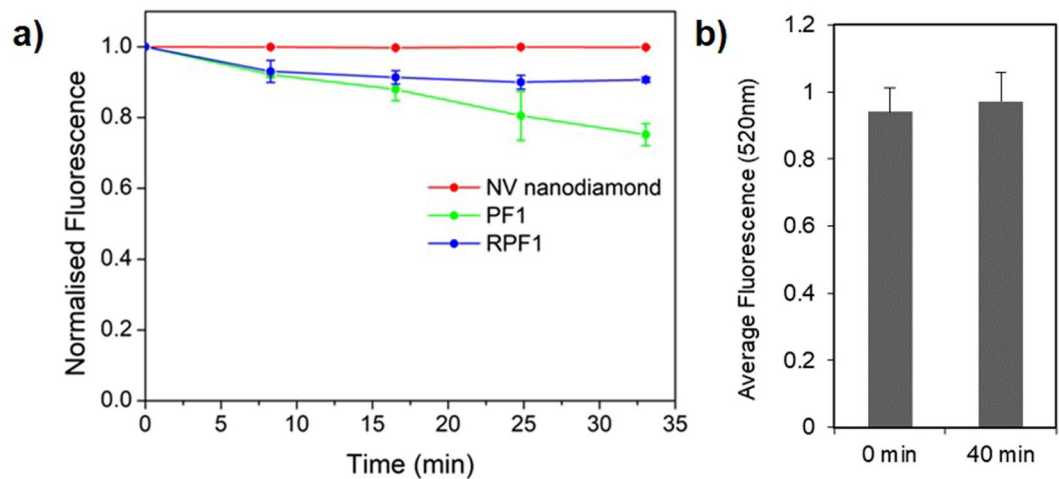 a)
Normalised Fluorescence
1.0
0.8
0.6
0.4
0.2
0.0
NV nanodiamond
PF1
RPF1
0 5 10 15 20 25 30 35
Time (min)
b)
Average Fluorescence (520nm)
1.2
1
0.8
0.6
0.4
0.2
0
0 min 40 min